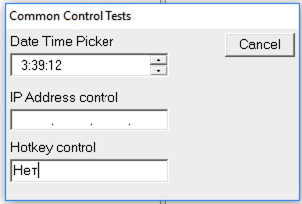 Common Control Tests
Date Time Picker
Cancel
3:39:12
IP Address control
. . .
Hotkey control
Нет